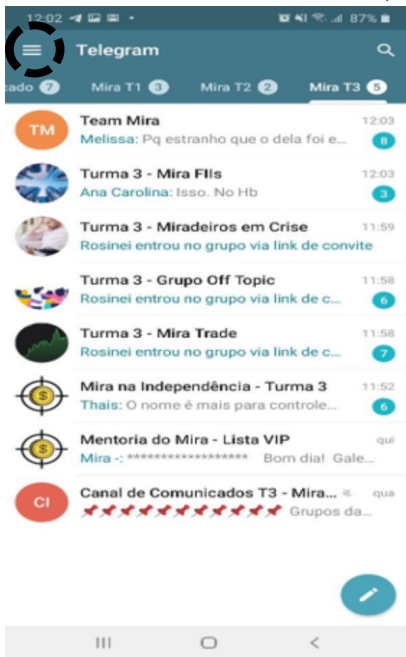 12:02 87%
Telegram
cado 7 Mira T1 3 Mira T2 2 Mira T3 5
TM Team Mira 12:03
Melissa: Pq estranho que o dela foi e... 8
Turma 3 - Mira FIIs 12:03
Ana Carolina: Isso. No Hb 3
Turma 3 - Miradeiros em Crise 11:59
Rosinei entrou no grupo via link de convite
Turma 3 - Grupo Off Topic 11:58
Rosinei entrou no grupo via link de c... 6
Turma 3 - Mira Trade 11:58
Rosinei entrou no grupo via link de c... 7
Mira na Independência - Turma 3 11:52
Thais: O nome é mais para controle... 6
Mentoria do Mira - Lista VIP qui
Mira -: ****************** Bom dia! Gale...
CI Canal de Comunicados T3 - Mira... qua
📌📌📌📌📌📌📌📌📌📌 Grupos da...